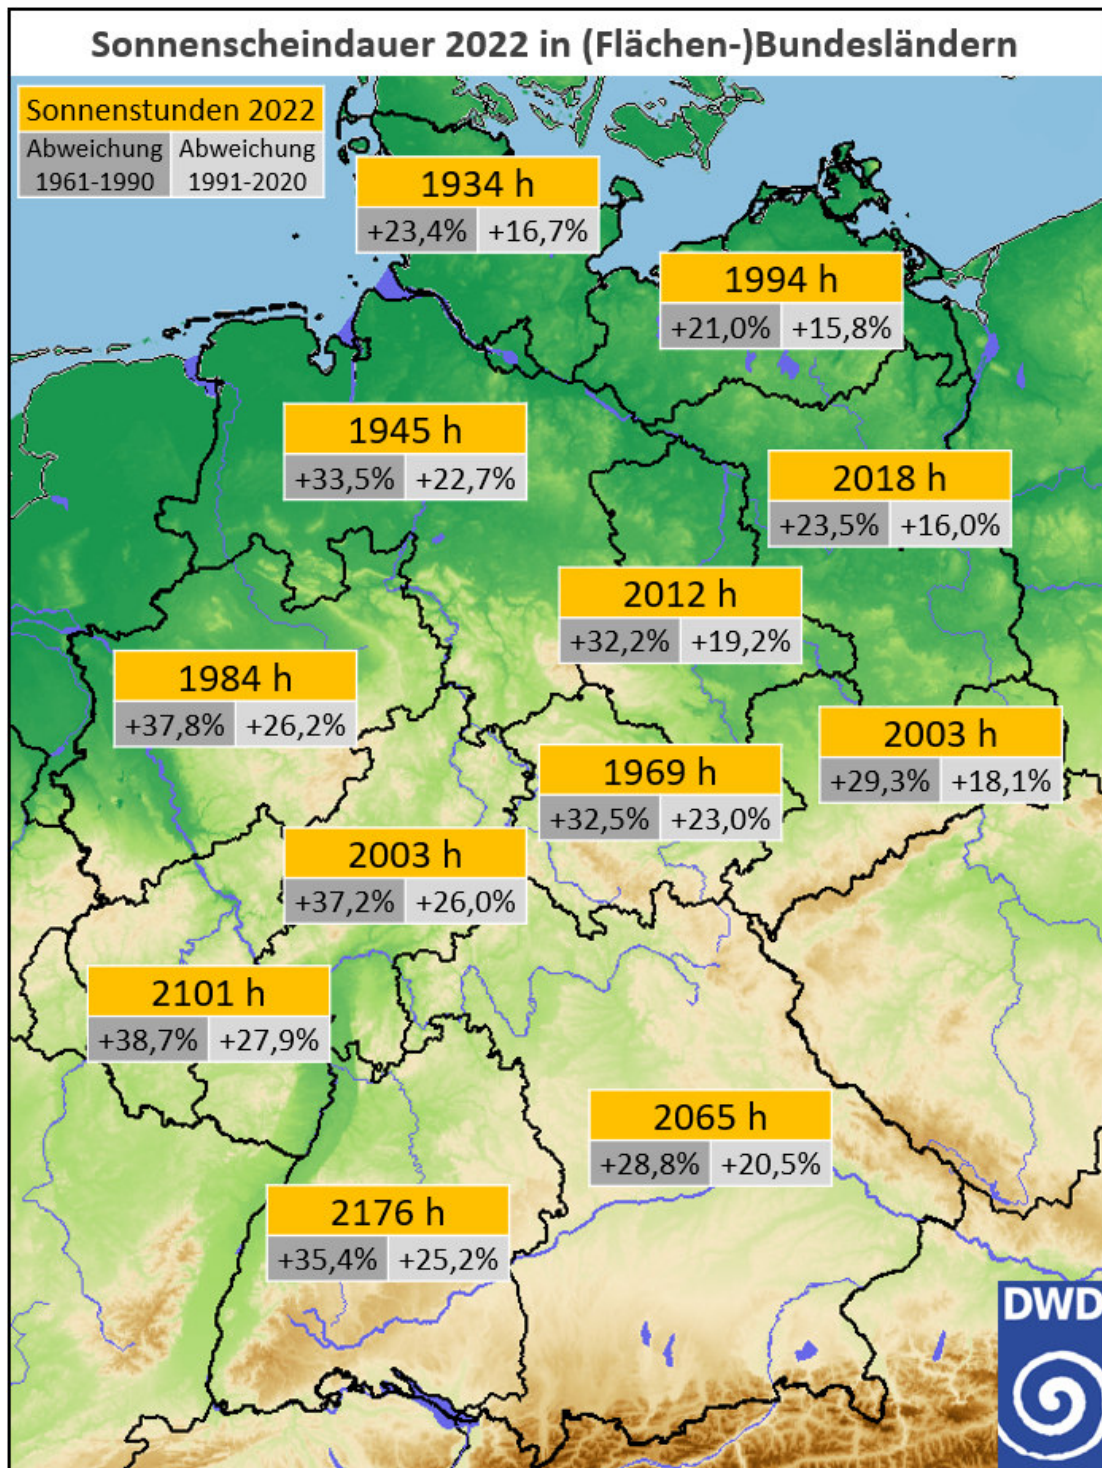 Sonnenscheindauer 2022 in (Flächen-)Bundesländern
Sonnenstunden 2022
Abweichung 1961-1990
Abweichung 1991-2020
1934 h
+23,4% +16,7%
1994 h
+21,0% +15,8%
1945 h
+33,5% +22,7%
2018 h
+23,5% +16,0%
2012 h
+32,2% +19,2%
1984 h
+37,8% +26,2%
2003 h
+29,3% +18,1%
1969 h
+32,5% +23,0%
2003 h
+37,2% +26,0%
2101 h
+38,7% +27,9%
2065 h
+28,8% +20,5%
2176 h
+35,4% +25,2%
DWD